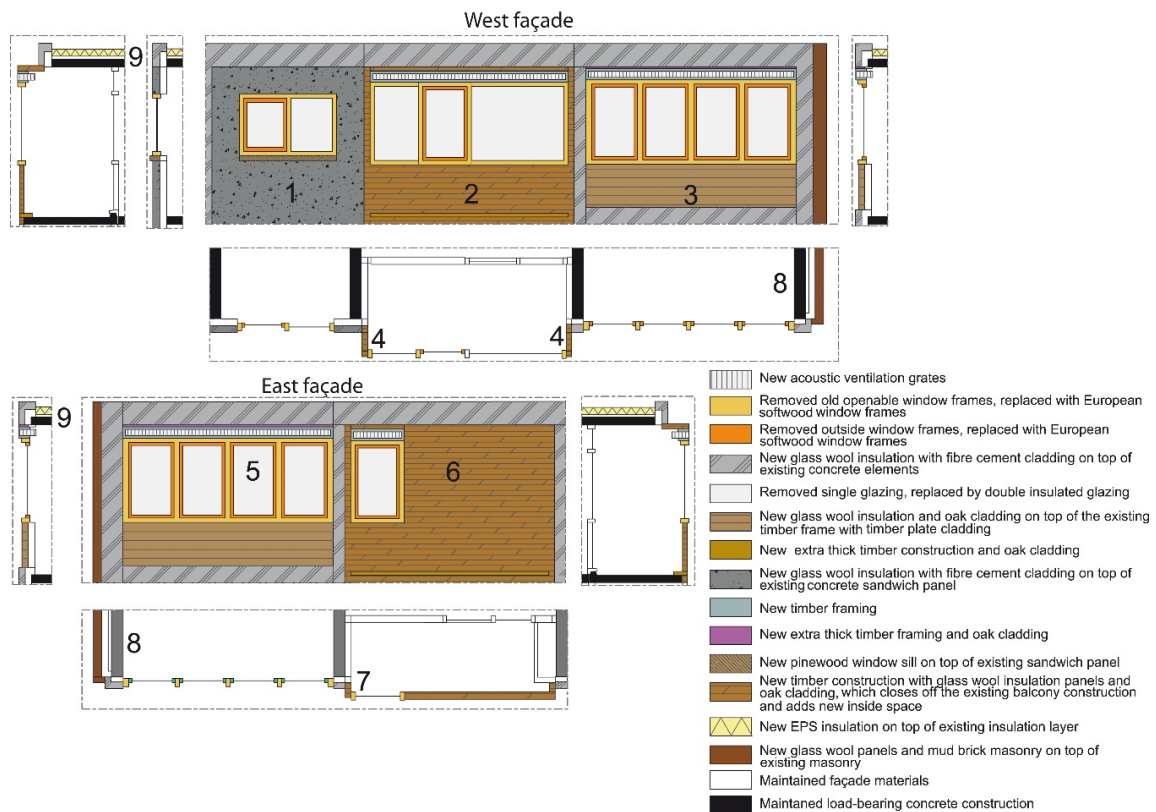 West façade
9
1
2
3
8
4
4
East façade
9
5
6
8
7
New acoustic ventilation grates
Removed old openable window frames, replaced with European
softwood window frames
Removed outside window frames, replaced with European
softwood window frames
New glass wool insulation with fibre cement cladding on top of
existing concrete elements
Removed single glazing, replaced by double insulated glazing
New glass wool insulation and oak cladding on top of the existing
timber frame with timber plate cladding
New extra thick timber construction and oak cladding
New glass wool insulation with fibre cement cladding on top of
existing concrete sandwich panel
New timber framing
New extra thick timber framing and oak cladding
New pinewood window sill on top of existing sandwich panel
New timber construction with glass wool insulation panels and
oak cladding, which closes off the existing balcony construction
and adds new inside space
New EPS insulation on top of existing insulation layer
New glass wool panels and mud brick masonry on top of
existing masonry
Maintained façade materials
Maintaned load-bearing concrete construction